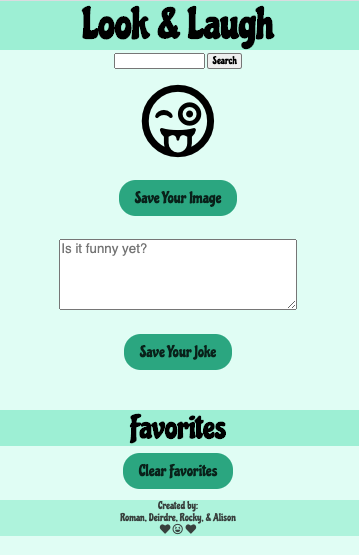 Look & Laugh
Search
Save Your Image
Is it funny yet?
Save Your Joke
Favorites
Clear Favorites
Created by:
Roman, Deirdre, Rocky, & Alison